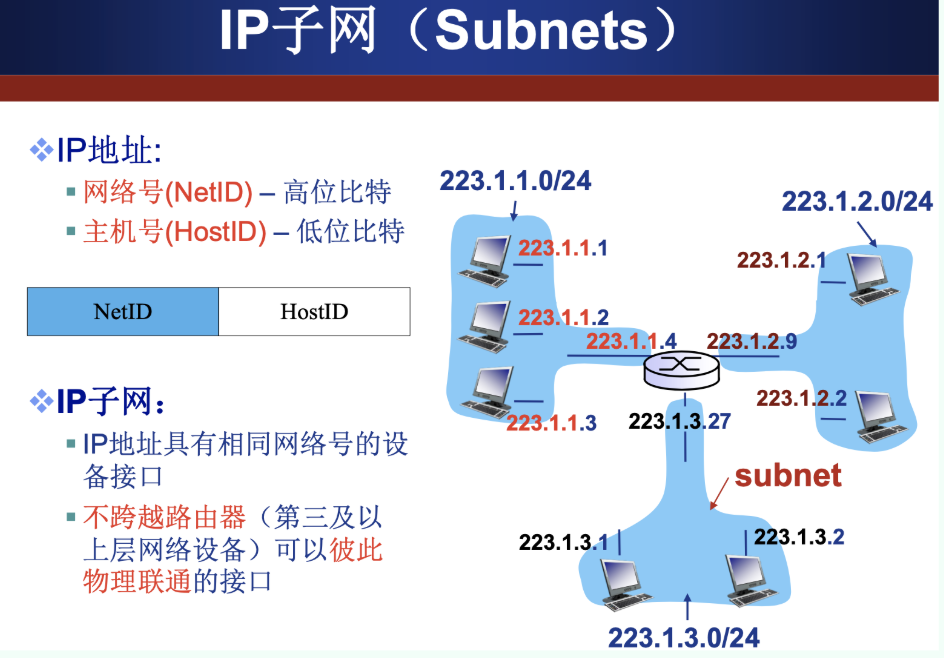 IP子网（Subnets）
IP地址:
网络号(NetID) – 高位比特
主机号(HostID) – 低位比特
NetID
HostID
IP子网：
IP地址具有相同网络号的设
备接口
不跨越路由器（第三及以
上层网络设备）可以彼此
物理联通的接口
223.1.1.0/24
223.1.2.0/24
223.1.1.1
223.1.2.1
223.1.1.2
223.1.1.4
223.1.2.9
223.1.1.3
223.1.3.27
223.1.2.2
subnet
223.1.3.1
223.1.3.2
223.1.3.0/24